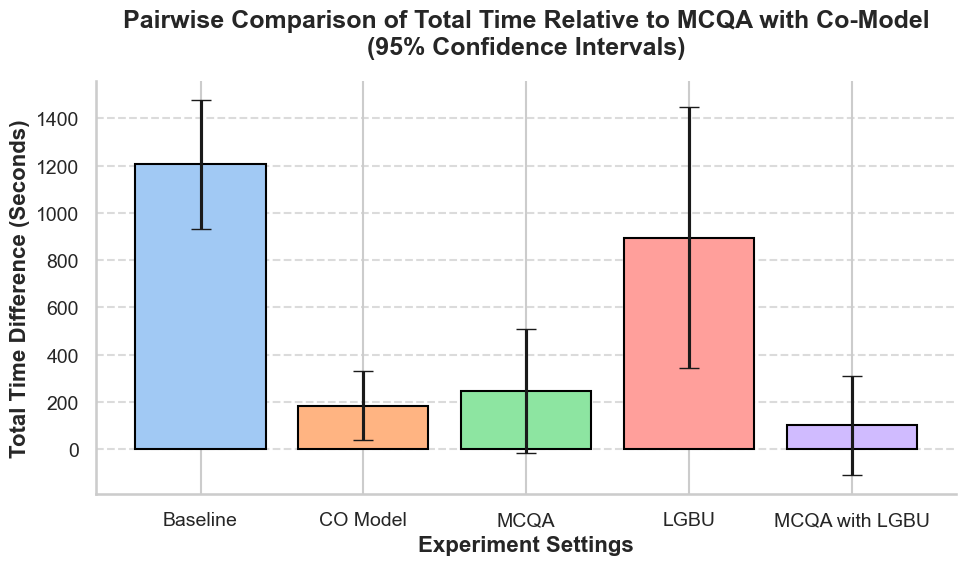 Pairwise Comparison of Total Time Relative to MCQA with Co-Model
(95% Confidence Intervals)
Total Time Difference (Seconds)
1400
1200
1000
800
600
400
200
0
Baseline
CO Model
MCQA
LGBU
MCQA with LGBU
Experiment Settings